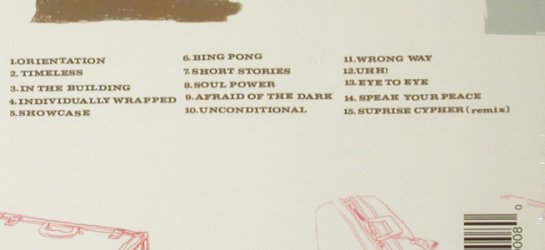 1.ORIENTATION
2. TIMELESS
3. IN THE BUILDING
4.INDIVIDUALLY WRAPPED
5.SHOWCASE
6. BING PONG
7.SHORT STORIES
8.SOUL POWER
9.AFRAID OF THE DARK
10.UNCONDITIONAL
11.WRONG WAY
12.UHH!
13.EYE TO EYE
14. SPEAK YOUR PEACE
15. SUPRISE CYPHER(remix)
0008 0